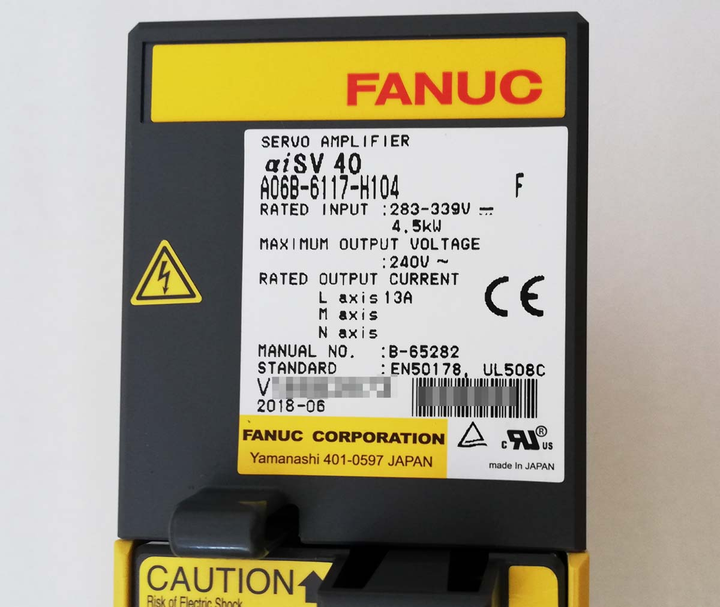 FANUC
SERVO AMPLIFIER
αiSV 40
A06B-6117-H104 F
RATED INPUT :283-339V ⎓
4.5kW
MAXIMUM OUTPUT VOLTAGE
:240V ~
RATED OUTPUT CURRENT
L axis 13A
M axis
N axis
MANUAL NO. :B-65282
STANDARD :EN50178, UL508C
V
2018-06
CE
FANUC CORPORATION
Yamanashi 401-0597 JAPAN
c RU® US
made In JAPAN
CAUTION
Risk of Electric Shock